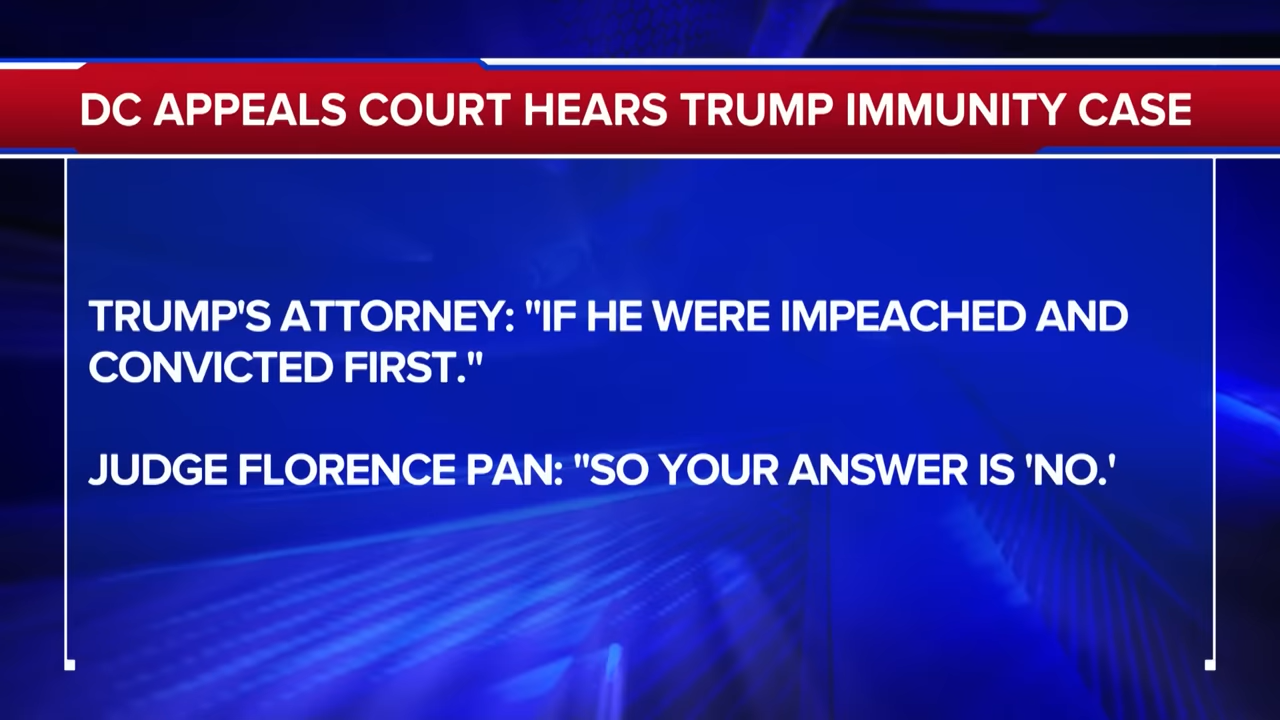 DC APPEALS COURT HEARS TRUMP IMMUNITY CASE
TRUMP'S ATTORNEY: "IF HE WERE IMPEACHED AND
CONVICTED FIRST."
JUDGE FLORENCE PAN: "SO YOUR ANSWER IS 'NO.'